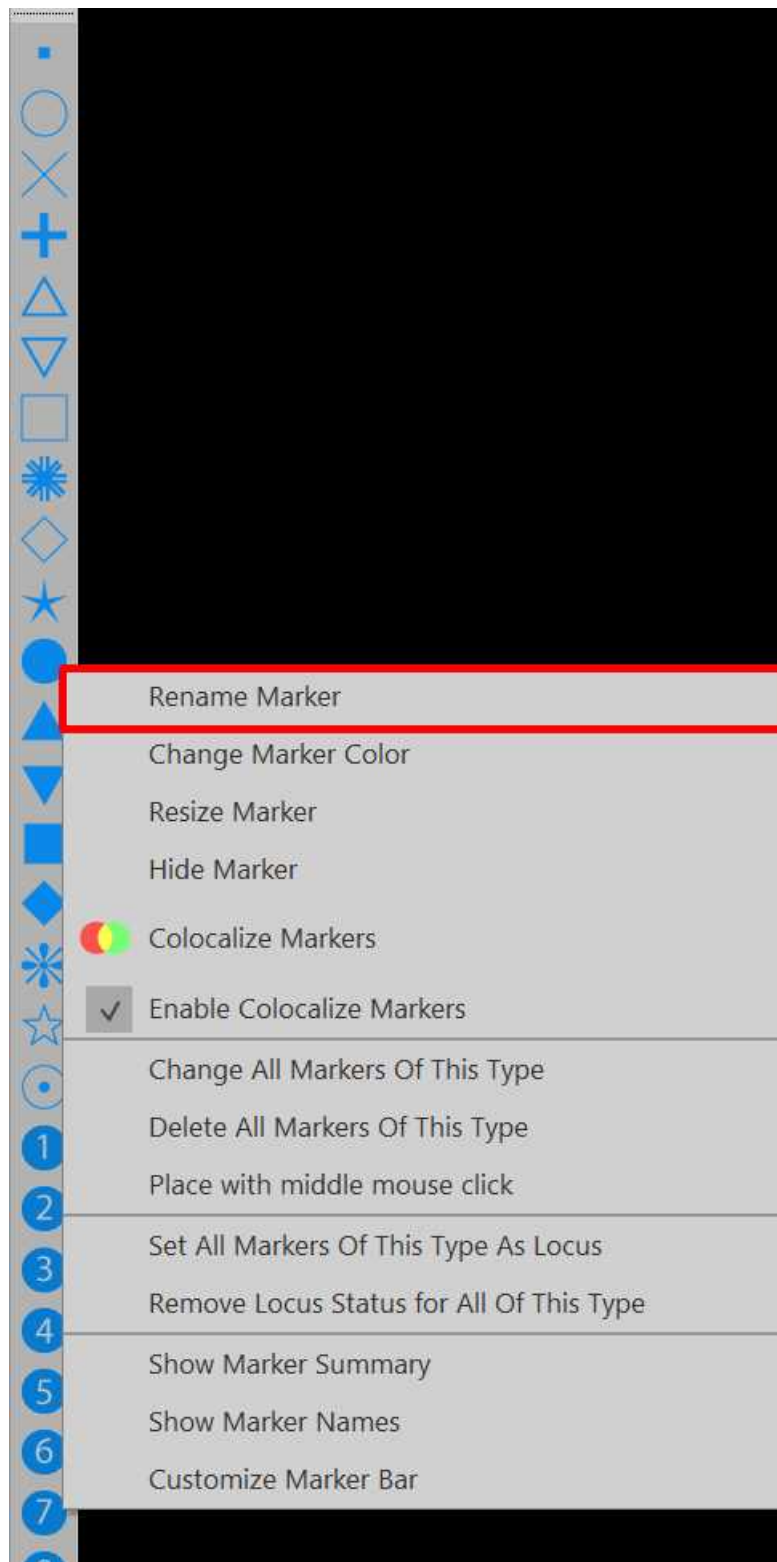 Rename Marker
Change Marker Color
Resize Marker
Hide Marker
Colocalize Markers
Enable Colocalize Markers
Change All Markers Of This Type
1
Delete All Markers Of This Type
Place with middle mouse click
2
Set All Markers Of This Type As Locus
3
Remove Locus Status for All Of This Type
4
Show Marker Summary
5
Show Marker Names
6
Customize Marker Bar
7